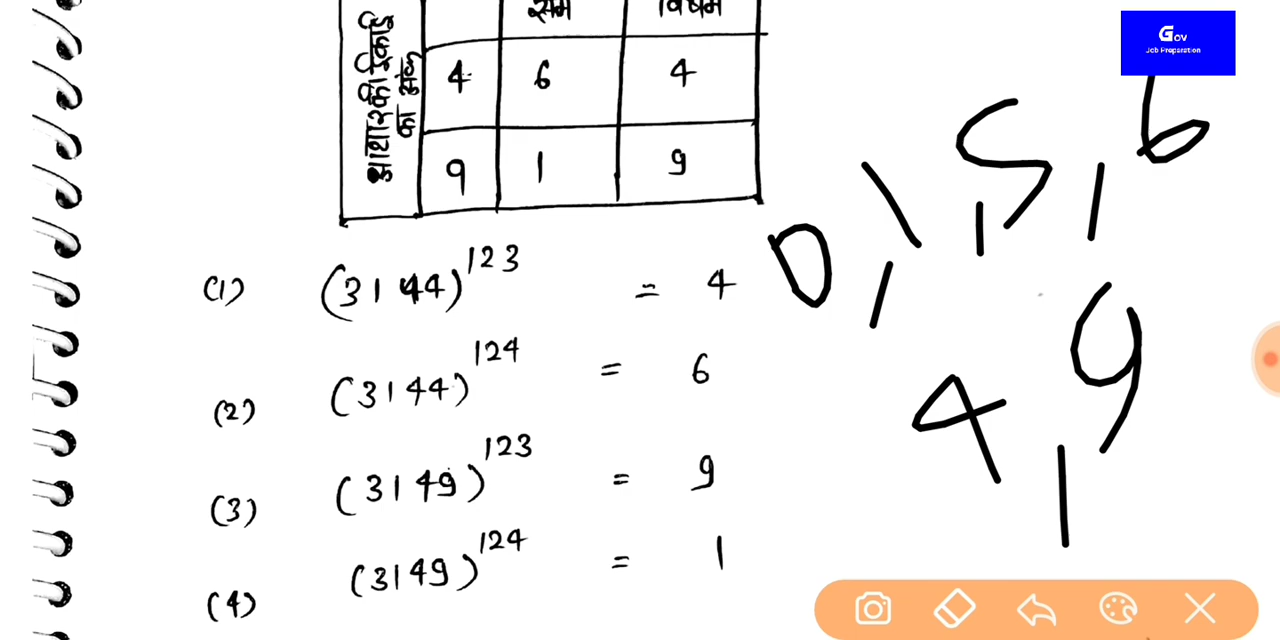 सम विषम
Gov
Job Preparation
आधार की इकाई
का अंक
4 6 4
9 1 9
0, 1, 5, 6
4, 9
(1) (3144)^123 = 4
(2) (3144)^124 = 6
(3) (3149)^123 = 9
(4) (3149)^124 = 1